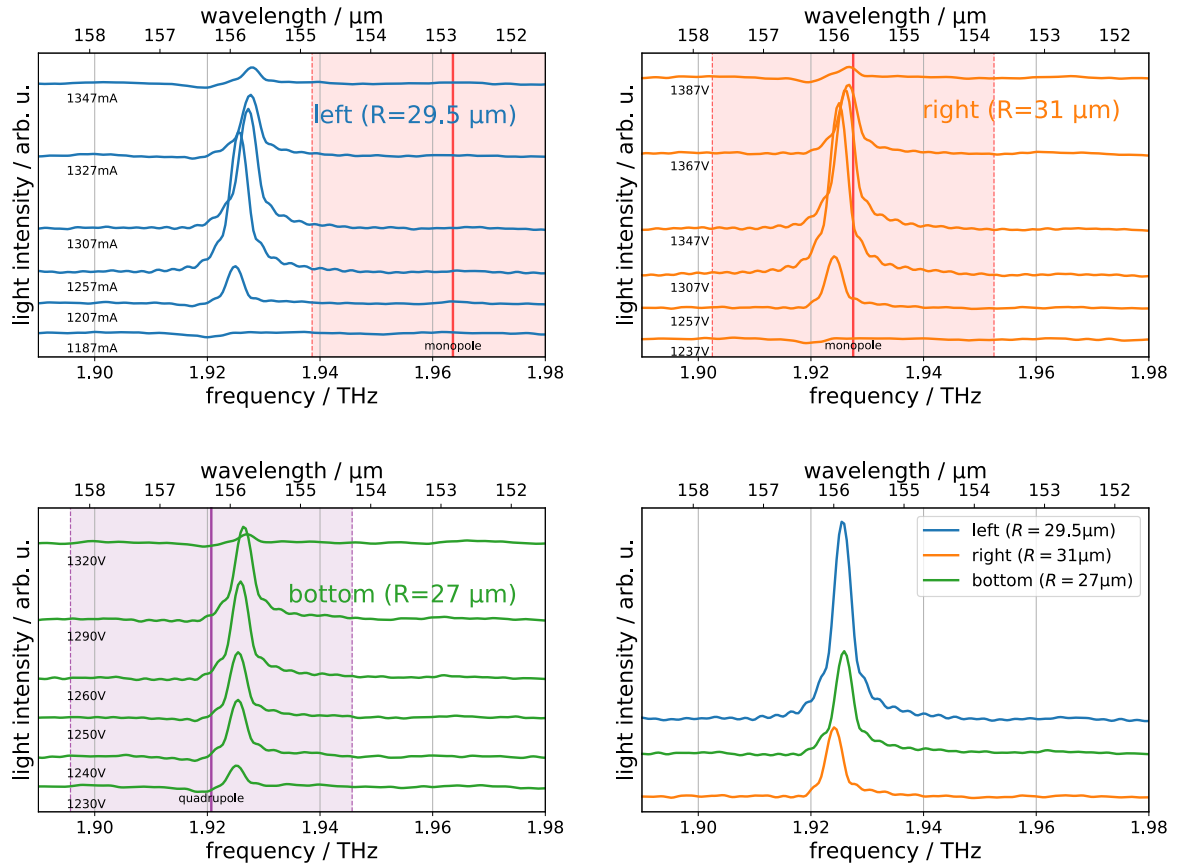 wavelength / μm
158 157 156 155 154 153 152
light intensity / arb. u.
left (R=29.5 μm)
1347mA
1327mA
1307mA
1257mA
1207mA
1187mA
monopole
1.90 1.92 1.94 1.96 1.98
frequency / THz
wavelength / μm
158 157 156 155 154 153 152
light intensity / arb. u.
right (R=31 μm)
1387V
1367V
1347V
1307V
1257V
1237V
monopole
1.90 1.92 1.94 1.96 1.98
frequency / THz
wavelength / μm
158 157 156 155 154 153 152
light intensity / arb. u.
bottom (R=27 μm)
1320V
1290V
1260V
1250V
1240V
1230V
quadrupole
1.90 1.92 1.94 1.96 1.98
frequency / THz
wavelength / μm
158 157 156 155 154 153 152
light intensity / arb. u.
left (R = 29.5μm)
right (R = 31μm)
bottom (R = 27μm)
1.90 1.92 1.94 1.96 1.98
frequency / THz